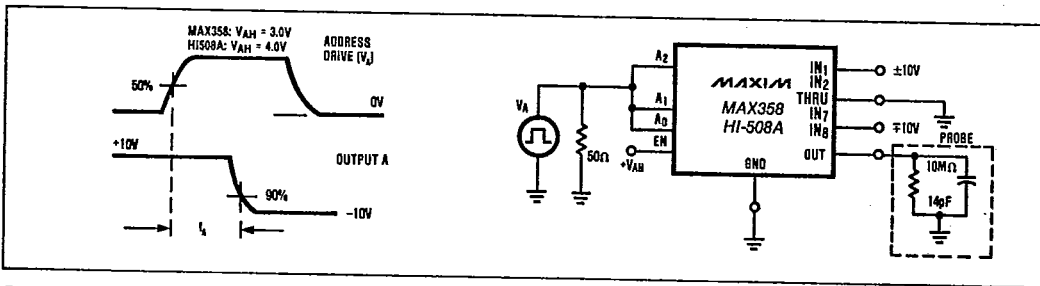 MAX358: VAH = 3.0V
HI508A: VAH = 4.0V
ADDRESS
DRIVE (VA)
50%
0V
+10V
OUTPUT A
90%
-10V
tA
VA
50Ω
A2
A1
A0
EN
+VAH
MAXIM
MAX358
HI-508A
GND
IN1
IN2
THRU
IN7
IN8
OUT
±10V
∓10V
PROBE
10MΩ
14pF